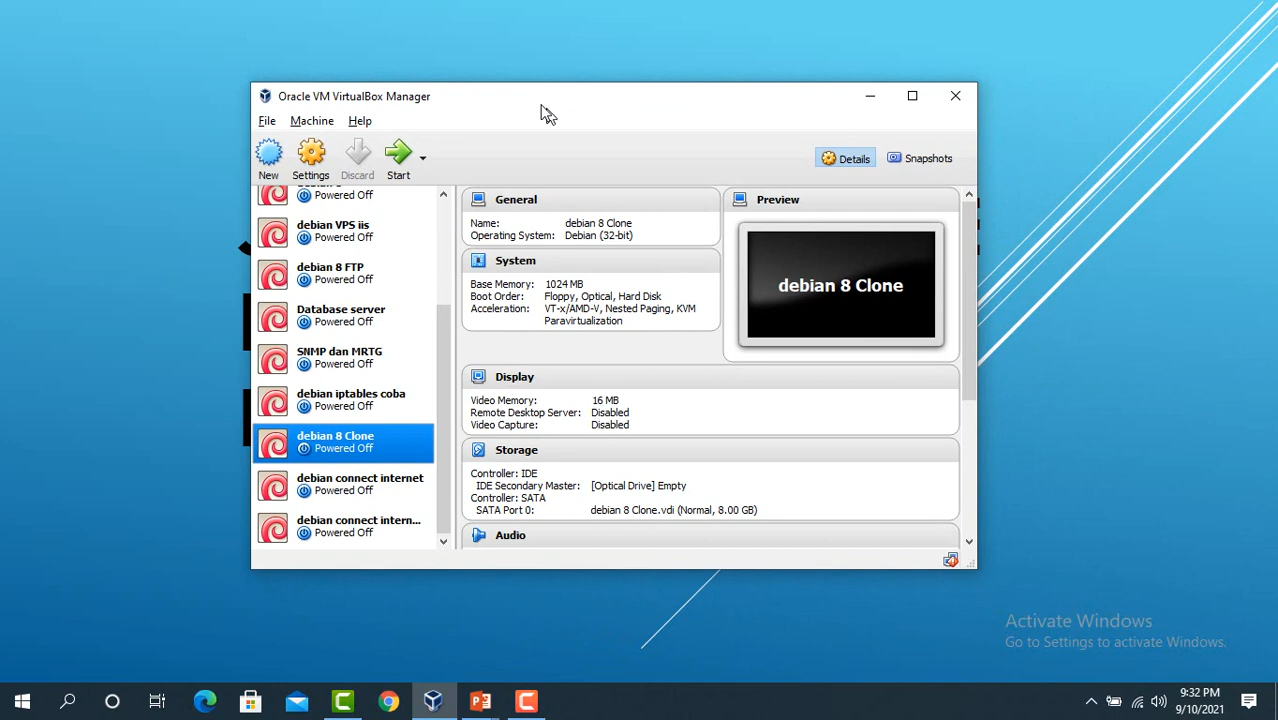 Oracle VM VirtualBox Manager
File Machine Help
New Settings Discard Start
Details Snapshots
Powered Off
debian VPS iis
Powered Off
debian 8 FTP
Powered Off
Database server
Powered Off
SNMP dan MRTG
Powered Off
debian iptables coba
Powered Off
debian 8 Clone
Powered Off
debian connect internet
Powered Off
debian connect intern...
Powered Off
General
Name: debian 8 Clone
Operating System: Debian (32-bit)
System
Base Memory: 1024 MB
Boot Order: Floppy, Optical, Hard Disk
Acceleration: VT-x/AMD-V, Nested Paging, KVM
Paravirtualization
Preview
debian 8 Clone
Display
Video Memory: 16 MB
Remote Desktop Server: Disabled
Video Capture: Disabled
Storage
Controller: IDE
IDE Secondary Master: [Optical Drive] Empty
Controller: SATA
SATA Port 0: debian 8 Clone.vdi (Normal, 8.00 GB)
Audio
Activate Windows
Go to Settings to activate Windows.
9:32 PM
9/10/2021